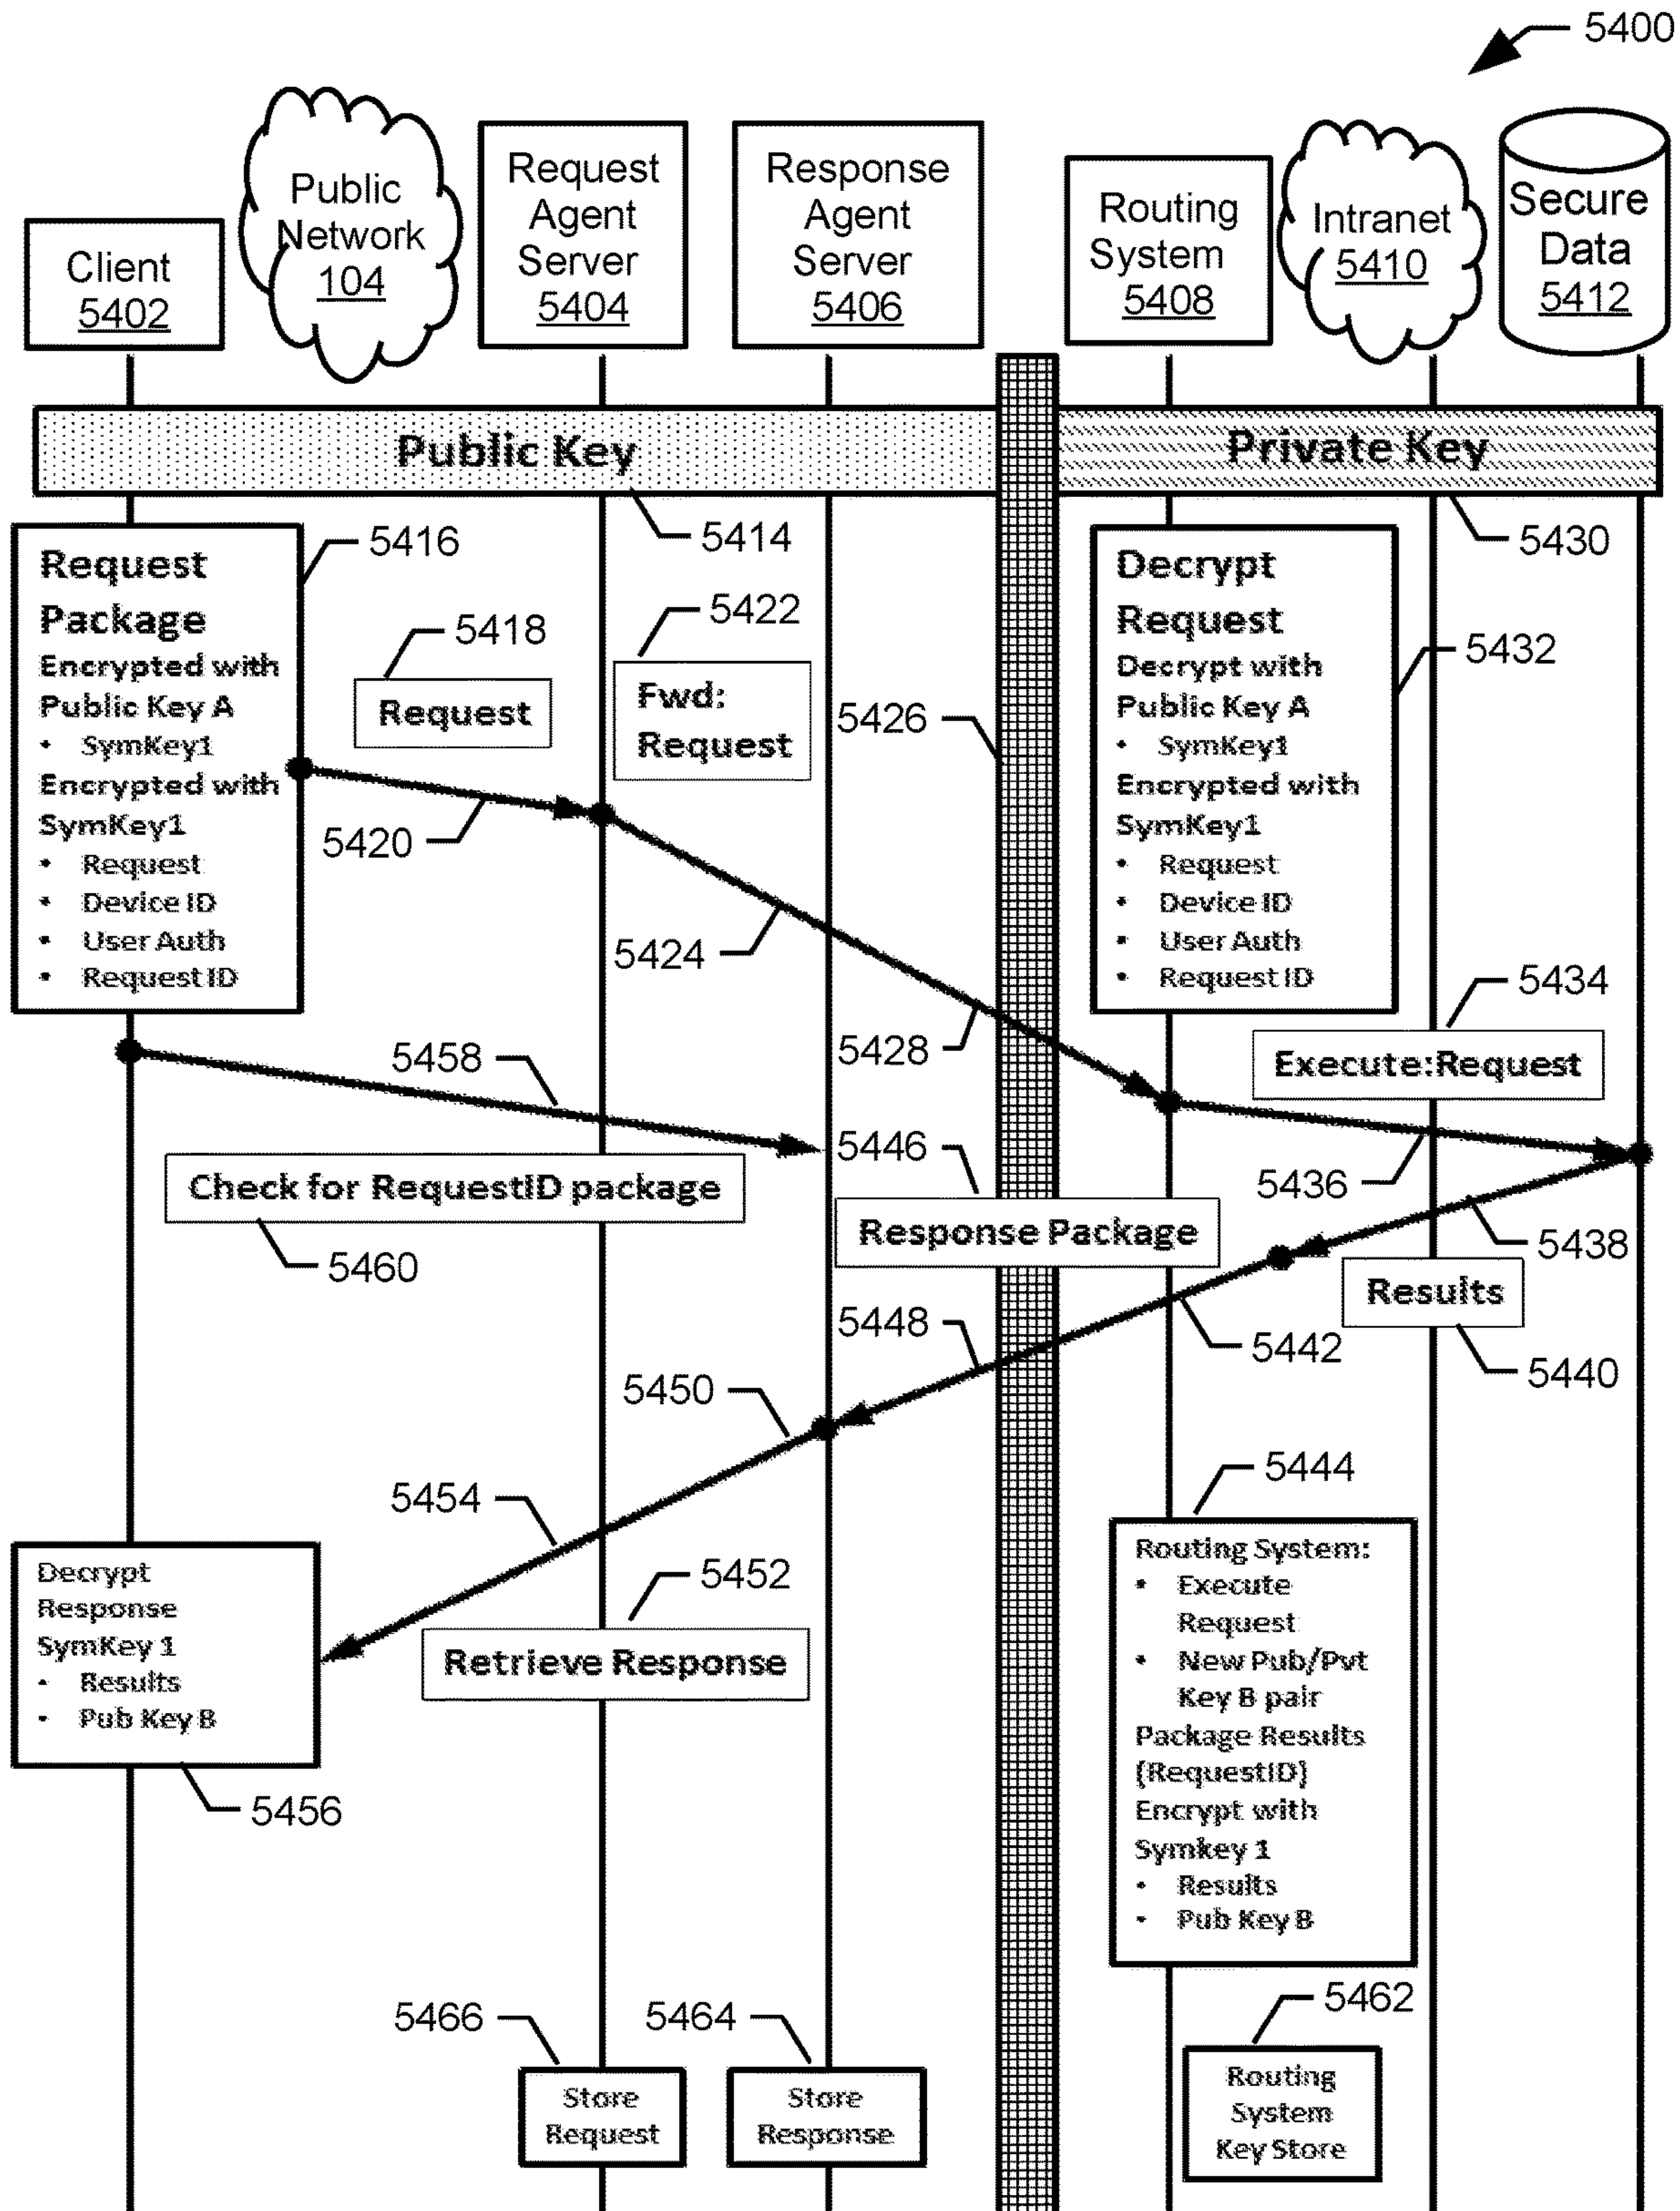 5400
Public
Network
104
Request
Agent
Server
5404
Response
Agent
Server
5406
Client
5402
Routing
System
5408
Intranet
5410
Secure
Data
5412
Public Key
Private Key
5414
5430
5416
Request
Package
Encrypted with
Public Key A
• SymKey1
Encrypted with
SymKey1
• Request
• Device ID
• User Auth
• Request ID
5418
Request
5420
5422
Fwd:
Request
5424
5426
5428
Decrypt
Request
Decrypt with
Public Key A
• SymKey1
Encrypted with
SymKey1
• Request
• Device ID
• User Auth
• Request ID
5432
5434
Execute:Request
5436
5458
Check for RequestID package
5460
5446
Response Package
5438
Results
5440
5442
5448
5450
5454
5452
Retrieve Response
Decrypt
Response
SymKey 1
• Results
• Pub Key B
5456
5444
Routing System:
• Execute
Request
• New Pub/Pvt
Key B pair
Package Results
(RequestID)
Encrypt with
Symkey 1
• Results
• Pub Key B
5466
Store
Request
5464
Store
Response
5462
Routing
System
Key Store